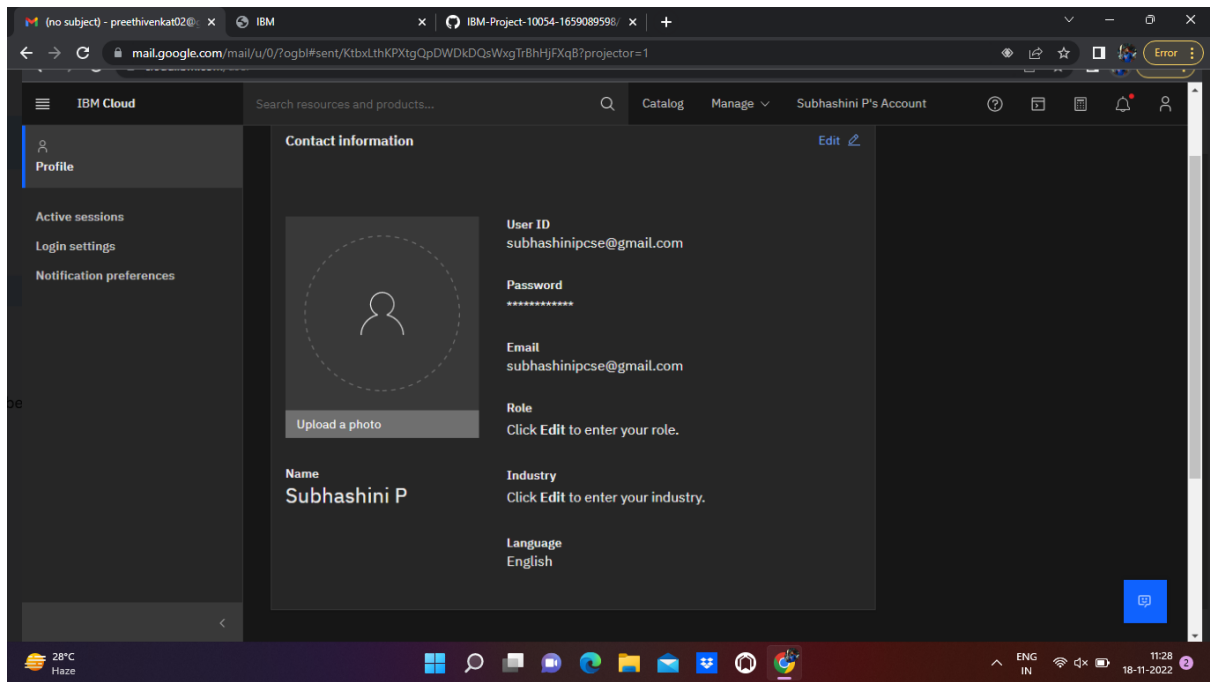 (no subject) - preethivenkat02@g
IBM
IBM-Project-10054-1659089598/
mail.google.com/mail/u/0/?ogbl#sent/KtbxLthKPXtgQpDWDkDQsWxgTrBhHjFXqB?projector=1
Error
IBM Cloud
Search resources and products...
Catalog
Manage
Subhashini P's Account
Profile
Active sessions
Login settings
Notification preferences
Contact information
Edit
Upload a photo
Name
Subhashini P
User ID
subhashinipcse@gmail.com
Password
************
Email
subhashinipcse@gmail.com
Role
Click Edit to enter your role.
Industry
Click Edit to enter your industry.
Language
English
28°C
Haze
ENG
IN
11:28
18-11-2022
2